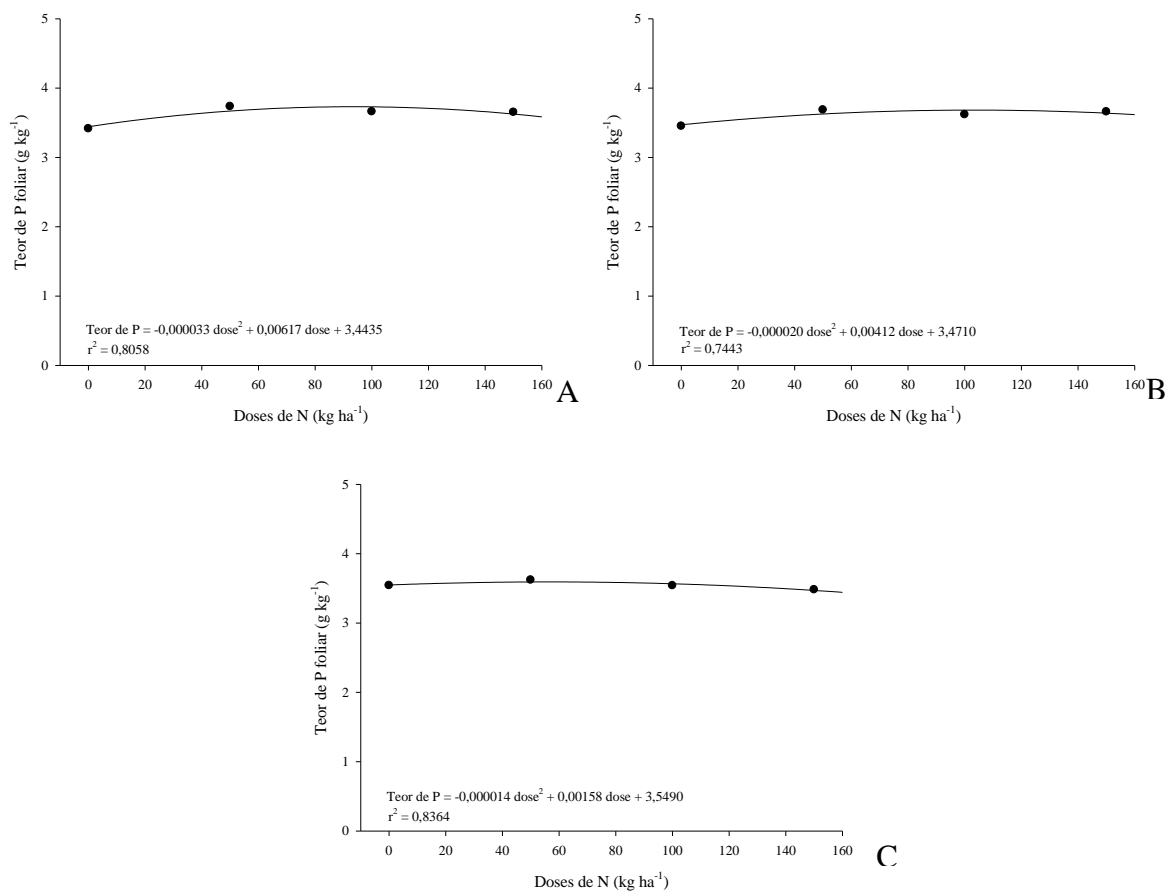 5
4
3
2
1
0
Teor de P foliar (g kg⁻¹)
Teor de P = -0,000033 dose² + 0,00617 dose + 3,4435
r² = 0,8058
0 20 40 60 80 100 120 140 160
Doses de N (kg ha⁻¹)
A
5
4
3
2
1
0
Teor de P foliar (g kg⁻¹)
Teor de P = -0,000020 dose² + 0,00412 dose + 3,4710
r² = 0,7443
0 20 40 60 80 100 120 140 160
Doses de N (kg ha⁻¹)
B
5
4
3
2
1
0
Teor de P foliar (g kg⁻¹)
Teor de P = -0,000014 dose² + 0,00158 dose + 3,5490
r² = 0,8364
0 20 40 60 80 100 120 140 160
Doses de N (kg ha⁻¹)
C